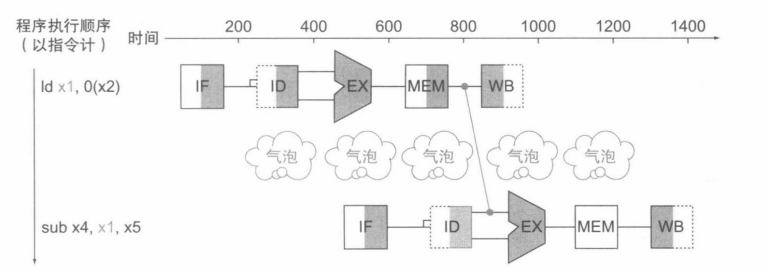 程序执行顺序
（以指令计）
时间
200 400 600 800 1000 1200 1400
ld x1, 0(x2)
IF ID EX MEM WB
气泡 气泡 气泡 气泡 气泡
sub x4, x1, x5
IF ID EX MEM WB